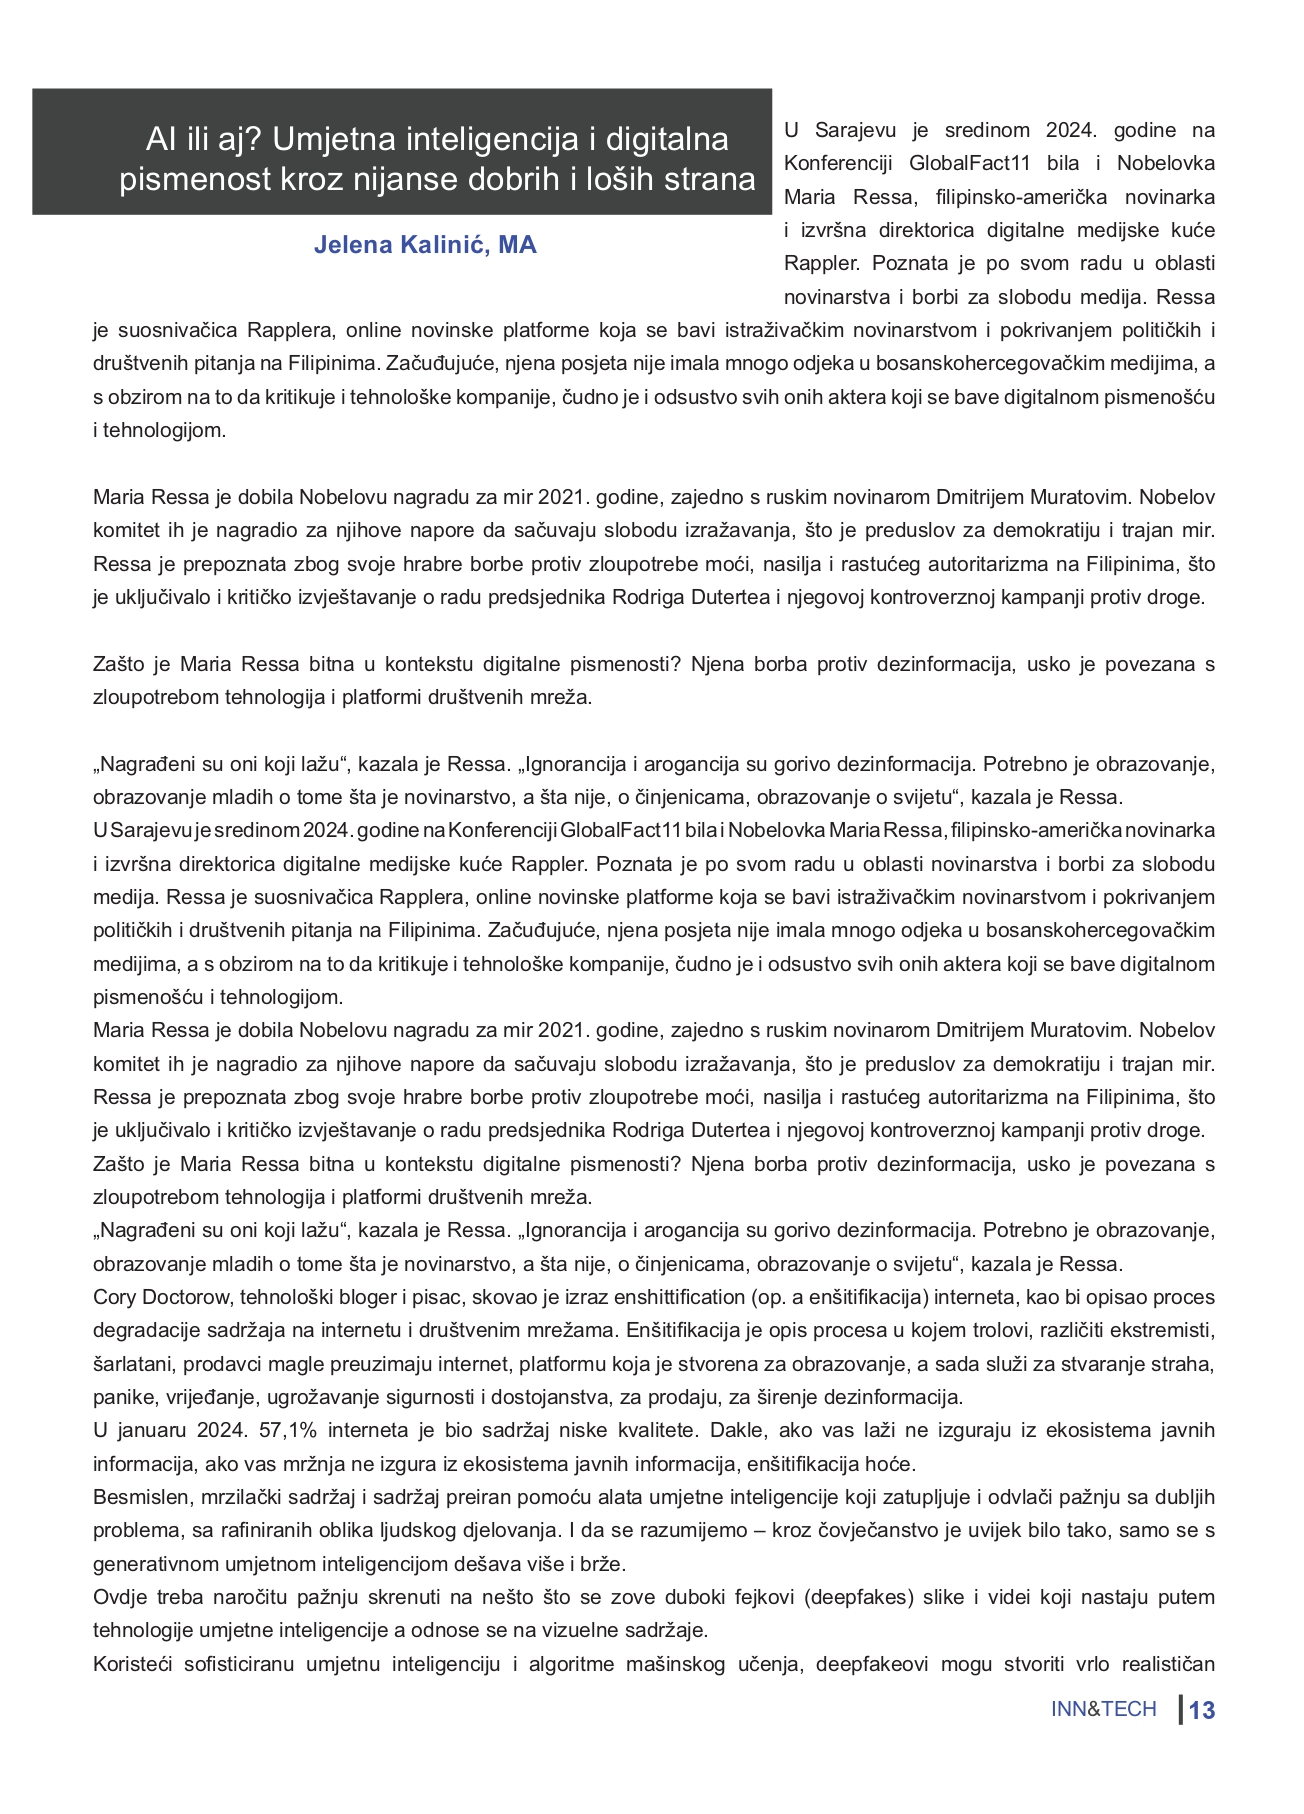 AI ili aj? Umjetna inteligencija i digitalna
pismenost kroz nijanse dobrih i loših strana
Jelena Kalinić, MA
U Sarajevu je sredinom 2024. godine na
Konferenciji GlobalFact11 bila i Nobelovka
Maria Ressa, filipinsko-američka novinarka
i izvršna direktorica digitalne medijske kuće
Rappler. Poznata je po svom radu u oblasti
novinarstva i borbi za slobodu medija. Ressa
je suosnivačica Rapplera, online novinske platforme koja se bavi istraživačkim novinarstvom i pokrivanjem političkih i
društvenih pitanja na Filipinima. Začuđujuće, njena posjeta nije imala mnogo odjeka u bosanskohercegovačkim medijima, a
s obzirom na to da kritikuje i tehnološke kompanije, čudno je i odsustvo svih onih aktera koji se bave digitalnom pismenošću
i tehnologijom.
Maria Ressa je dobila Nobelovu nagradu za mir 2021. godine, zajedno s ruskim novinarom Dmitrijem Muratovim. Nobelov
komitet ih je nagradio za njihove napore da sačuvaju slobodu izražavanja, što je preduslov za demokratiju i trajan mir.
Ressa je prepoznata zbog svoje hrabre borbe protiv zloupotrebe moći, nasilja i rastućeg autoritarizma na Filipinima, što
je uključivalo i kritičko izvještavanje o radu predsjednika Rodriga Dutertea i njegovoj kontroverznoj kampanji protiv droge.
Zašto je Maria Ressa bitna u kontekstu digitalne pismenosti? Njena borba protiv dezinformacija, usko je povezana s
zloupotrebom tehnologija i platformi društvenih mreža.
„Nagrađeni su oni koji lažu“, kazala je Ressa. „Ignorancija i arogancija su gorivo dezinformacija. Potrebno je obrazovanje,
obrazovanje mladih o tome šta je novinarstvo, a šta nije, o činjenicama, obrazovanje o svijetu“, kazala je Ressa.
U Sarajevu je sredinom 2024. godine na Konferenciji GlobalFact11 bila i Nobelovka Maria Ressa, filipinsko-američka novinarka
i izvršna direktorica digitalne medijske kuće Rappler. Poznata je po svom radu u oblasti novinarstva i borbi za slobodu
medija. Ressa je suosnivačica Rapplera, online novinske platforme koja se bavi istraživačkim novinarstvom i pokrivanjem
političkih i društvenih pitanja na Filipinima. Začuđujuće, njena posjeta nije imala mnogo odjeka u bosanskohercegovačkim
medijima, a s obzirom na to da kritikuje i tehnološke kompanije, čudno je i odsustvo svih onih aktera koji se bave digitalnom
pismenošću i tehnologijom.
Maria Ressa je dobila Nobelovu nagradu za mir 2021. godine, zajedno s ruskim novinarom Dmitrijem Muratovim. Nobelov
komitet ih je nagradio za njihove napore da sačuvaju slobodu izražavanja, što je preduslov za demokratiju i trajan mir.
Ressa je prepoznata zbog svoje hrabre borbe protiv zloupotrebe moći, nasilja i rastućeg autoritarizma na Filipinima, što
je uključivalo i kritičko izvještavanje o radu predsjednika Rodriga Dutertea i njegovoj kontroverznoj kampanji protiv droge.
Zašto je Maria Ressa bitna u kontekstu digitalne pismenosti? Njena borba protiv dezinformacija, usko je povezana s
zloupotrebom tehnologija i platformi društvenih mreža.
„Nagrađeni su oni koji lažu“, kazala je Ressa. „Ignorancija i arogancija su gorivo dezinformacija. Potrebno je obrazovanje,
obrazovanje mladih o tome šta je novinarstvo, a šta nije, o činjenicama, obrazovanje o svijetu“, kazala je Ressa.
Cory Doctorow, tehnološki bloger i pisac, skovao je izraz enshittification (op. a enšitifikacija) interneta, kao bi opisao proces
degradacije sadržaja na internetu i društvenim mrežama. Enšitifikacija je opis procesa u kojem trolovi, različiti ekstremisti,
šarlatani, prodavci magle preuzimaju internet, platformu koja je stvorena za obrazovanje, a sada služi za stvaranje straha,
panike, vrijeđanje, ugrožavanje sigurnosti i dostojanstva, za prodaju, za širenje dezinformacija.
U januaru 2024. 57,1% interneta je bio sadržaj niske kvalitete. Dakle, ako vas laži ne izguraju iz ekosistema javnih
informacija, ako vas mržnja ne izgura iz ekosistema javnih informacija, enšitifikacija hoće.
Besmislen, mrzilački sadržaj i sadržaj preiran pomoću alata umjetne inteligencije koji zatupljuje i odvlači pažnju sa dubljih
problema, sa rafiniranih oblika ljudskog djelovanja. I da se razumijemo – kroz čovječanstvo je uvijek bilo tako, samo se s
generativnom umjetnom inteligencijom dešava više i brže.
Ovdje treba naročitu pažnju skrenuti na nešto što se zove duboki fejkovi (deepfakes) slike i videi koji nastaju putem
tehnologije umjetne inteligencije a odnose se na vizuelne sadržaje.
Koristeći sofisticiranu umjetnu inteligenciju i algoritme mašinskog učenja, deepfakeovi mogu stvoriti vrlo realističan
INN&TECH 13